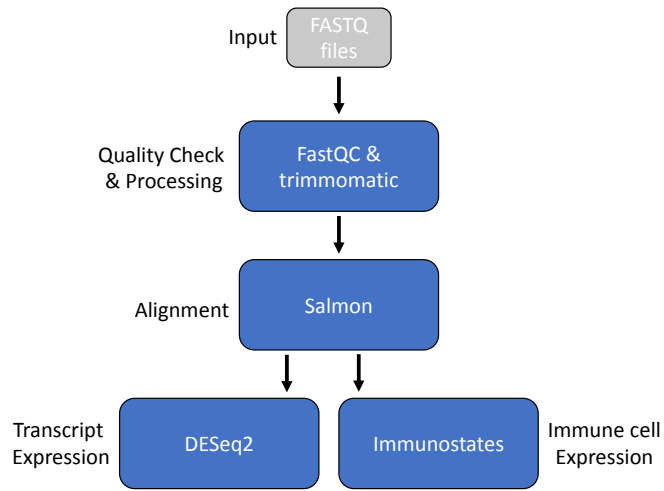 Input
FASTQ
files
Quality Check
& Processing
FastQC &
trimmomatic
Alignment
Salmon
Transcript
Expression
DESeq2
Immunostates
Immune cell
Expression